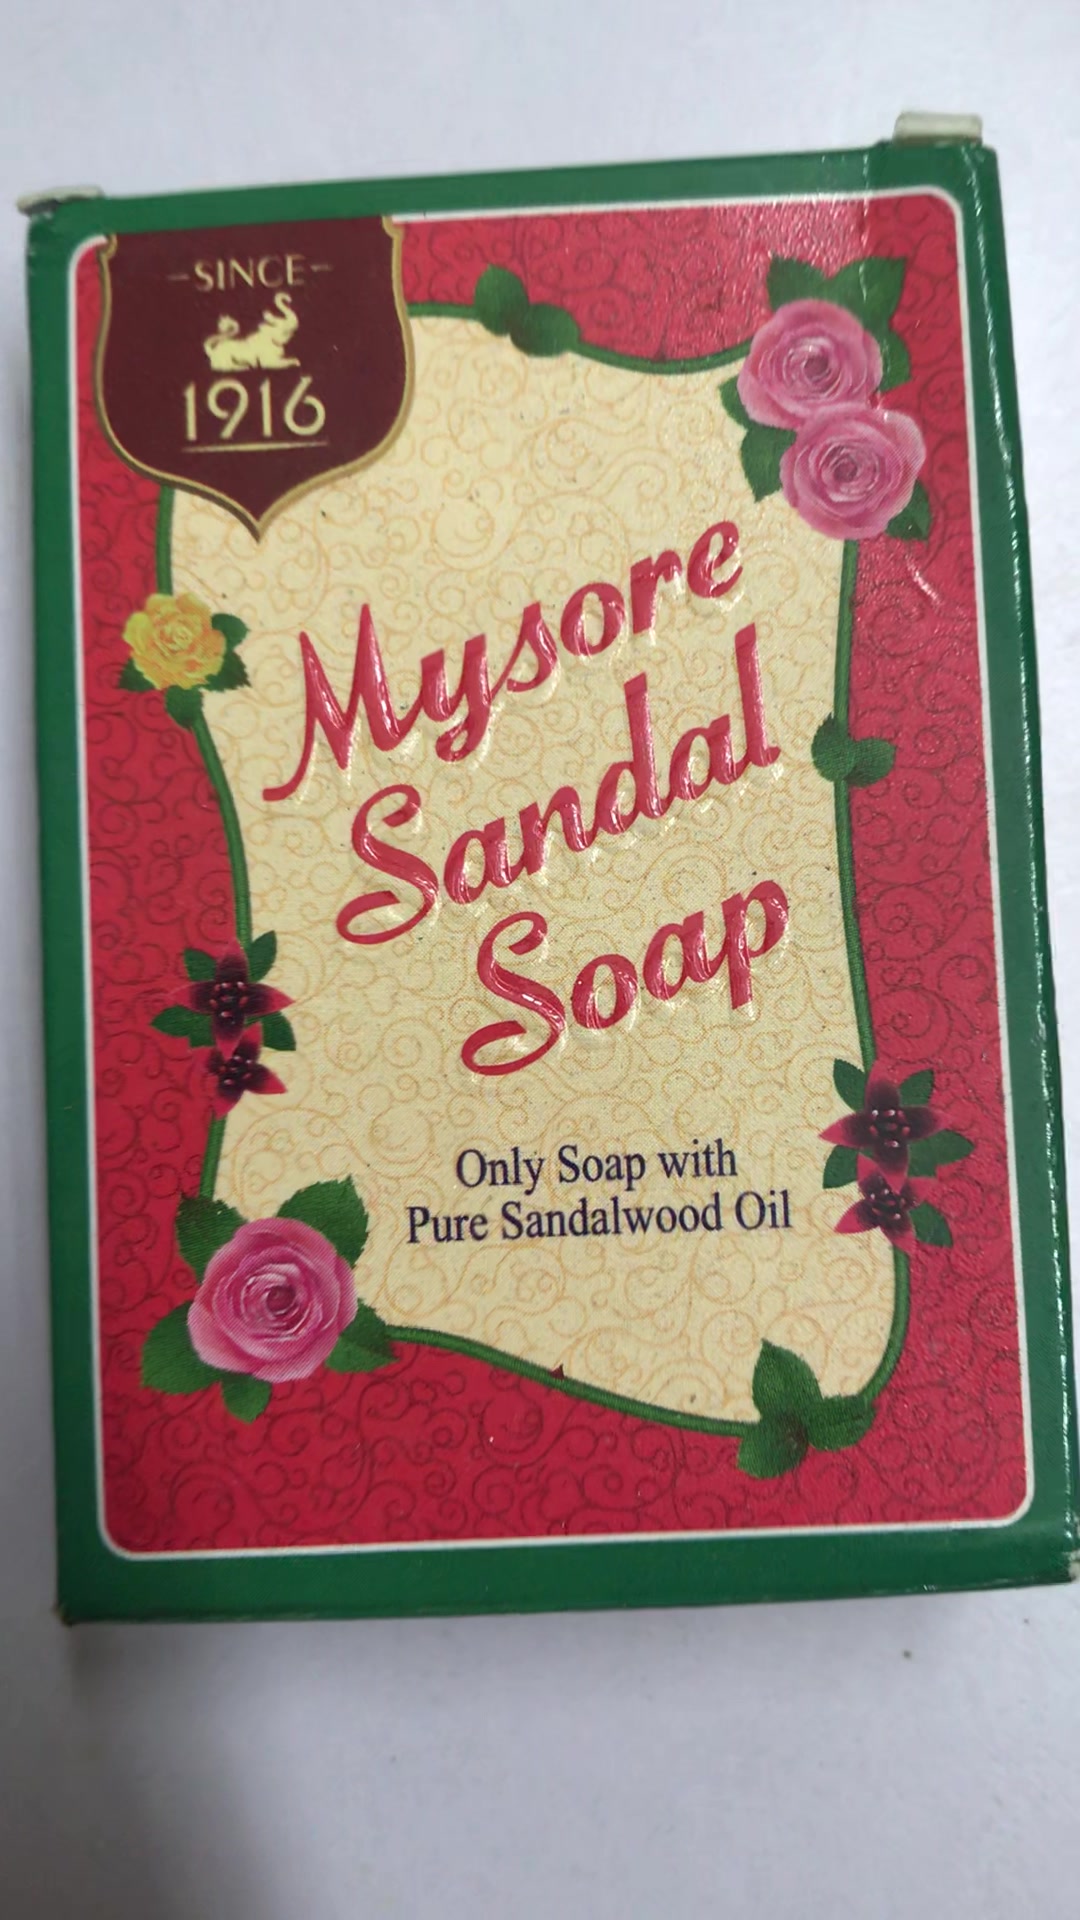 -SINCE-
1916
Mysore
Sandal
Soap
Only Soap with
Pure Sandalwood Oil